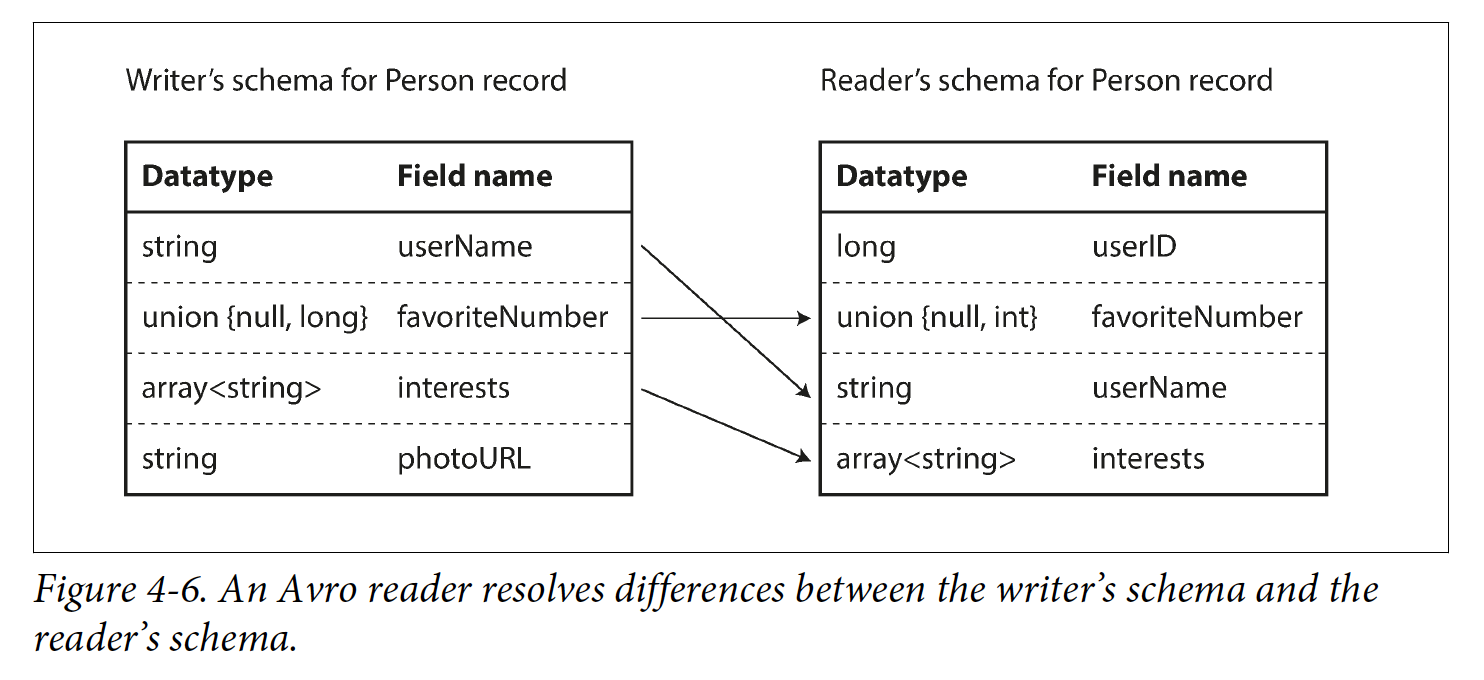 Writer’s schema for Person record
Datatype Field name
string userName
union {null, long} favoriteNumber
array<string> interests
string photoURL
Reader’s schema for Person record
Datatype Field name
long userID
union {null, int} favoriteNumber
string userName
array<string> interests
Figure 4-6. An Avro reader resolves differences between the writer’s schema and the
reader’s schema.